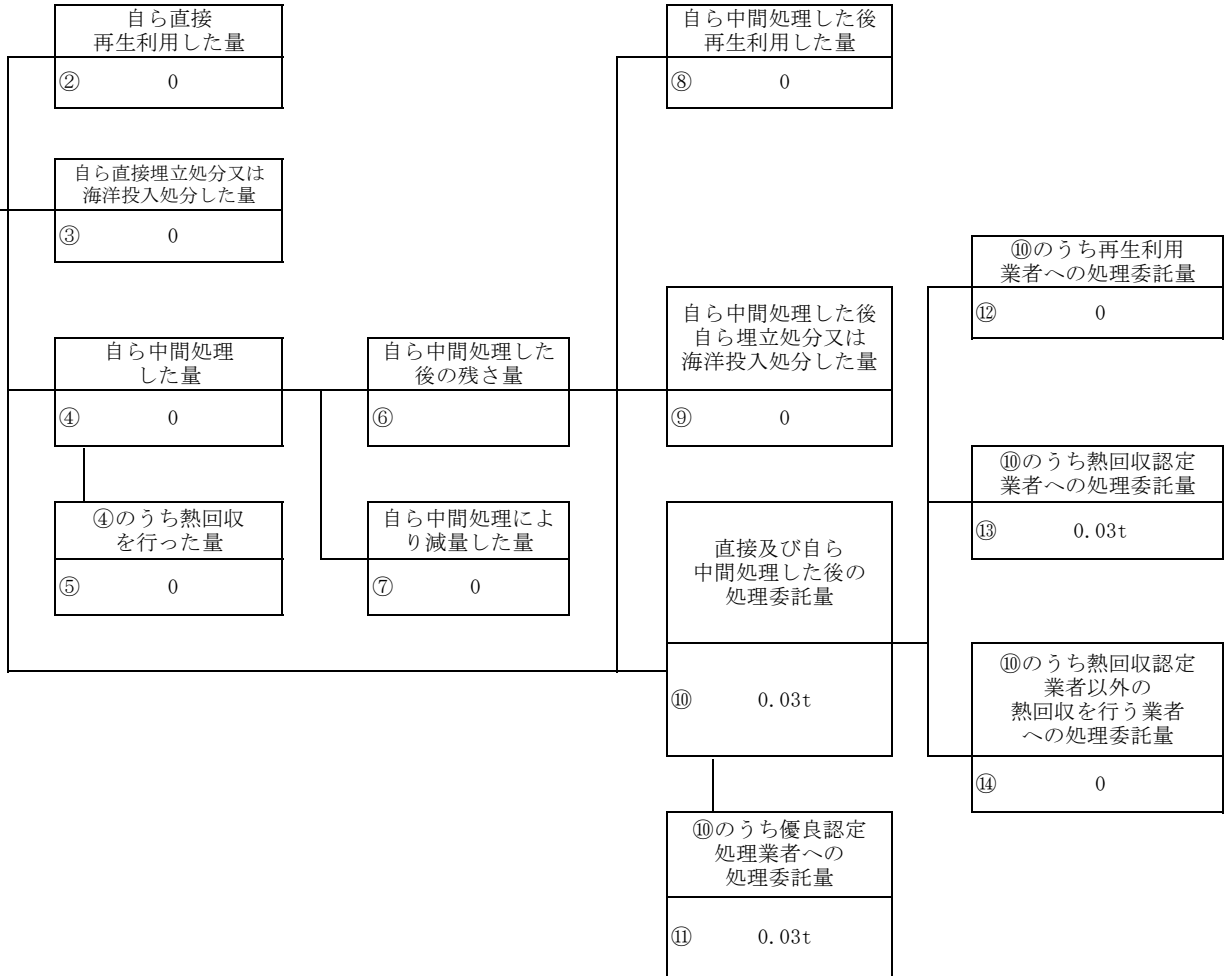 自ら直接
再生利用した量
② 0
自ら直接埋立処分又は
海洋投入処分した量
③ 0
自ら中間処理
した量
④ 0
④のうち熱回収
を行った量
⑤ 0
自ら中間処理した
後の残さ量
⑥
自ら中間処理によ
り減量した量
⑦ 0
自ら中間処理した後
再生利用した量
⑧ 0
自ら中間処理した後
自ら埋立処分又は
海洋投入処分した量
⑨ 0
直接及び自ら
中間処理した後の
処理委託量
⑩ 0.03t
⑩のうち優良認定
処理業者への
処理委託量
⑪ 0.03t
⑩のうち再生利用
業者への処理委託量
⑫ 0
⑩のうち熱回収認定
業者への処理委託量
⑬ 0.03t
⑩のうち熱回収認定
業者以外の
熱回収を行う業者
への処理委託量
⑭ 0